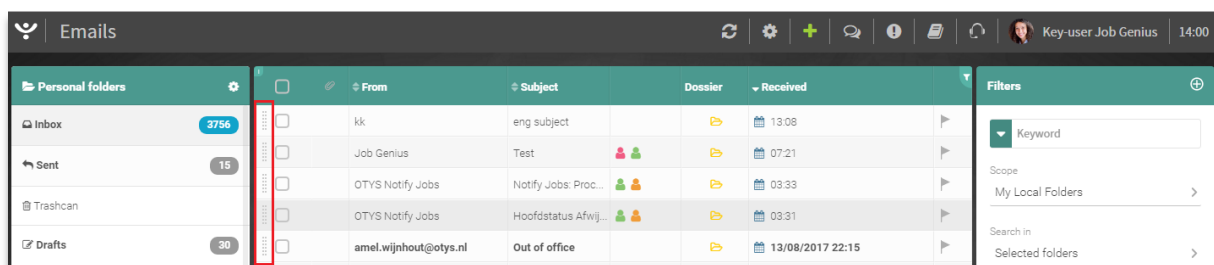 Emails
Key-user Job Genius
14:00
Personal folders
From
Subject
Dossier
Received
Filters
Inbox 3756
kk eng subject 13:08
Keyword
Sent 15
Job Genius Test 07:21
Scope
My Local Folders
OTYS Notify Jobs Notify Jobs: Proc... 03:33
Trashcan
OTYS Notify Jobs Hoofdstatus Afwij... 03:31
Search in
Selected folders
Drafts 30
amel.wijnhout@otys.nl Out of office 13/08/2017 22:15